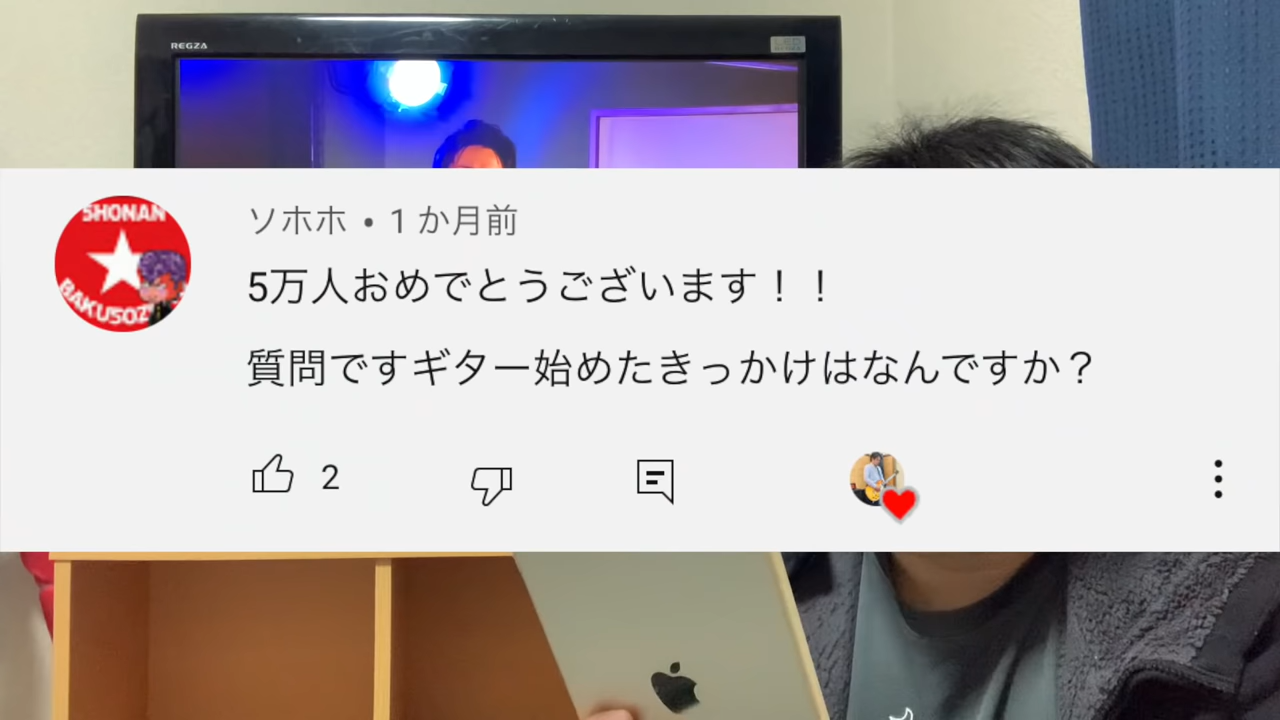 REGZA
SHONAN
BAKUSOZ
ソホホ • 1 か月前
5万人おめでとうございます！！
質問ですギター始めたきっかけはなんですか？
2